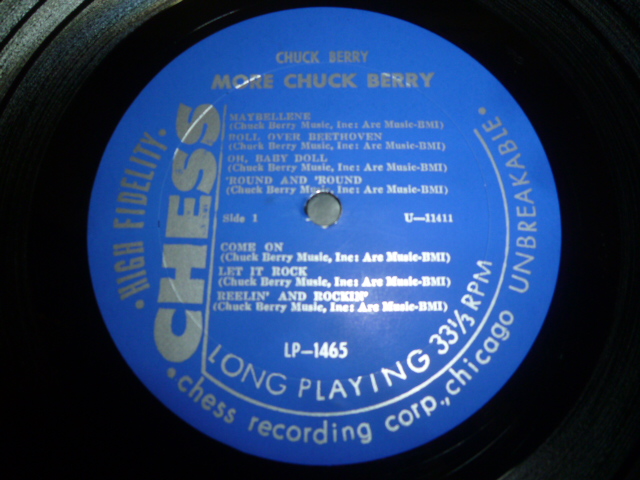 CHUCK BERRY
MORE CHUCK BERRY
MAYBELLENE
(Chuck Berry Music, Inc: Arc Music-BMI)
ROLL OVER BEETHOVEN
(Chuck Berry Music, Inc: Arc Music-BMI)
OH, BABY DOLL
(Chuck Berry Music, Inc: Arc Music-BMI)
'ROUND AND 'ROUND
(Chuck Berry Music, Inc: Arc Music-BMI)
Side 1 U—11411
COME ON
(Chuck Berry Music, Inc: Arc Music-BMI)
LET IT ROCK
(Chuck Berry Music, Inc: Arc Music-BMI)
REELIN' AND ROCKIN'
(Chuck Berry Music, Inc: Arc Music-BMI)
LP-1465
• HIGH FIDELITY •
CHESS
LONG PLAYING 33⅓ RPM
• chess recording corp., chicago UNBREAKABLE •